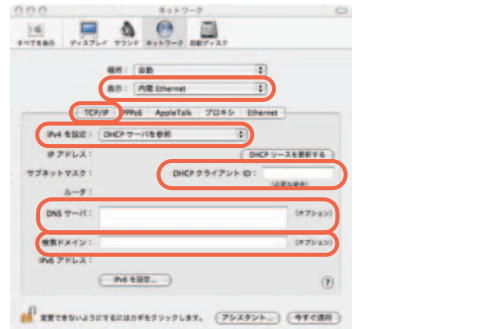 ネットワーク
すべてを表示 ディスプレイ サウンド ネットワーク 起動ディスク
場所： 自動
表示： 内蔵 Ethernet
TCP/IP PPPoE AppleTalk プロキシ Ethernet
IPv4 を設定： DHCP サーバを参照
IP アドレス： DHCP リースを更新する
サブネットマスク： DHCP クライアント ID：
（必要な場合）
ルータ：
DNS サーバ： （オプション）
検索ドメイン： （オプション）
IPv6 アドレス：
IPv6 を設定... ?
変更できないようにするにはカギをクリックします。 アシスタント... 今すぐ適用